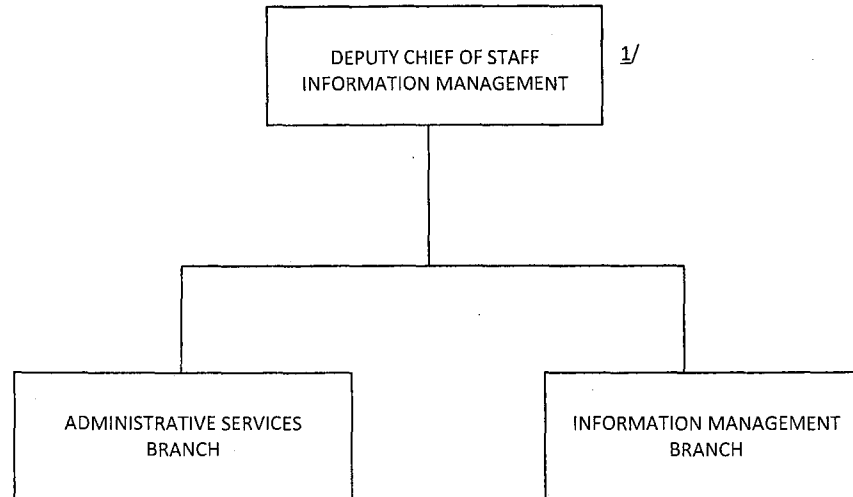 DEPUTY CHIEF OF STAFF
INFORMATION MANAGEMENT
1/
ADMINISTRATIVE SERVICES
BRANCH
INFORMATION MANAGEMENT
BRANCH